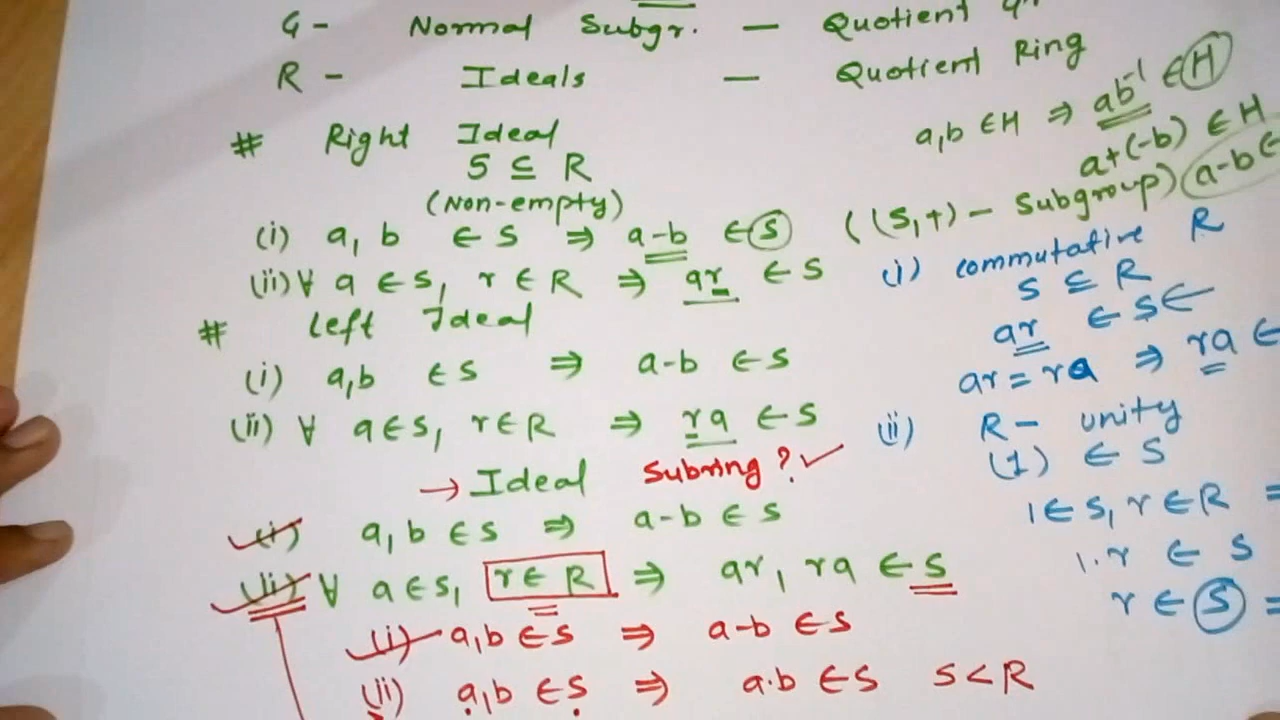 G - Normal Subgr. — Quotient
R - Ideals — Quotient Ring
# Right Ideal
S ⊆ R
(Non-empty)
(i) a, b ∈ S ⇒ a-b ∈ S ((S,+) - Subgroup)
(ii) ∀ a ∈ S, r ∈ R ⇒ ar ∈ S
# Left Ideal
(i) a,b ∈ S ⇒ a-b ∈ S
(ii) ∀ a∈S, r∈R ⇒ ra ∈ S
→ Ideal Subring? ✓
(i) a, b ∈ S ⇒ a-b ∈ S
(ii) ∀ a∈S, r∈R ⇒ ar, ra ∈ S
(i) a,b ∈ S ⇒ a-b ∈ S
(ii) a,b ∈ S ⇒ a·b ∈ S S < R
a,b ∈ H ⇒ ab⁻¹ ∈ H
a+(-b) ∈ H
a-b ∈
(i) commutative R
S ⊆ R
ar ∈ S ←
ar = ra ⇒ ra ∈
(ii) R - unity
(1) ∈ S
1 ∈ S, r ∈ R =
1.r ∈ S
r ∈ S =